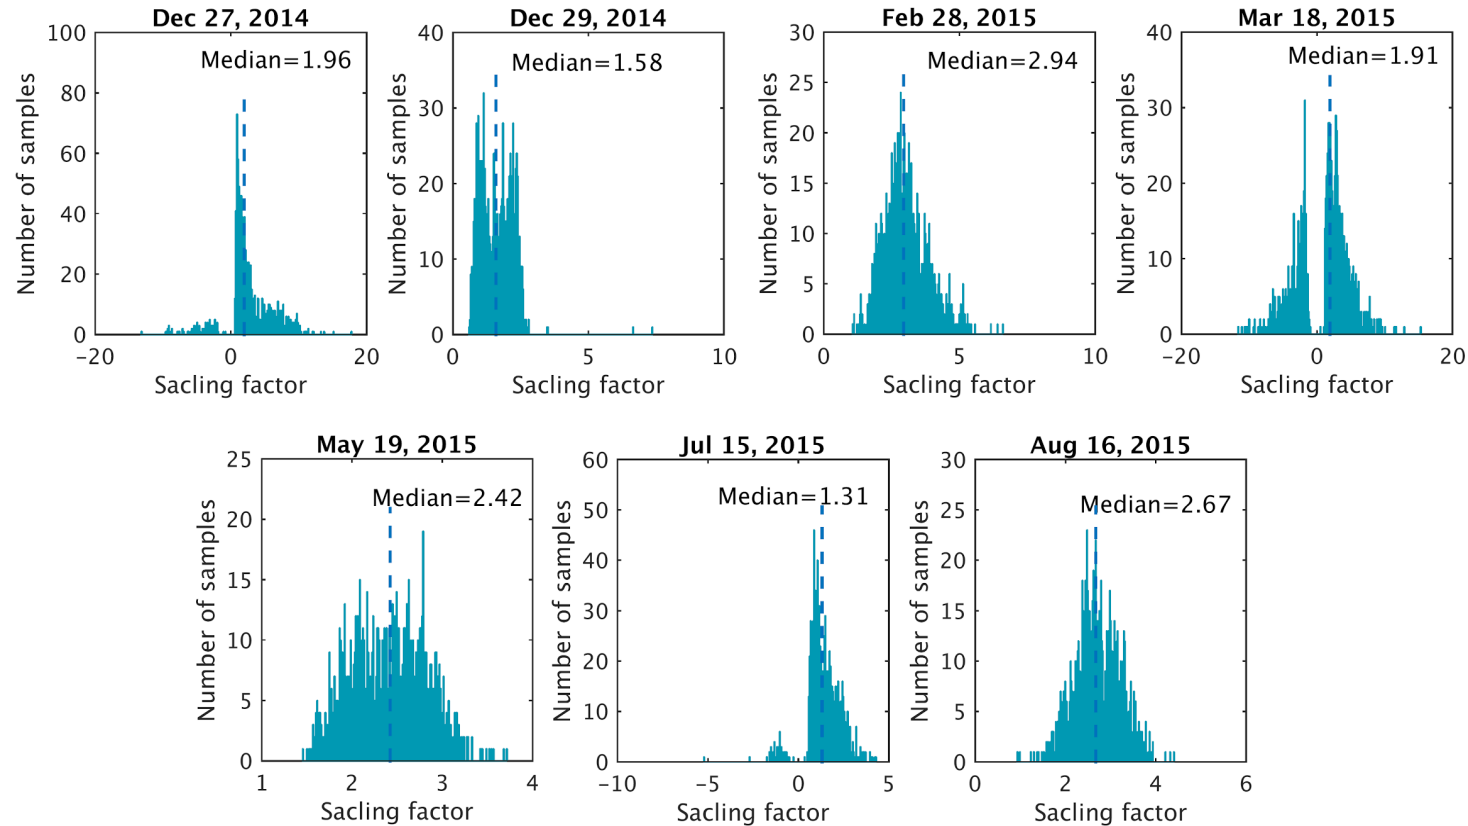 Dec 27, 2014
Median=1.96
Number of samples
100
80
60
40
20
0
−20 0 20
Sacling factor
Dec 29, 2014
Median=1.58
Number of samples
40
30
20
10
0
0 5 10
Sacling factor
Feb 28, 2015
Median=2.94
Number of samples
30
25
20
15
10
5
0
0 5 10
Sacling factor
Mar 18, 2015
Median=1.91
Number of samples
40
30
20
10
0
−20 0 20
Sacling factor
May 19, 2015
Median=2.42
Number of samples
25
20
15
10
5
0
1 2 3 4
Sacling factor
Jul 15, 2015
Median=1.31
Number of samples
60
50
40
30
20
10
0
−10 −5 0 5
Sacling factor
Aug 16, 2015
Median=2.67
Number of samples
30
25
20
15
10
5
0
0 2 4 6
Sacling factor